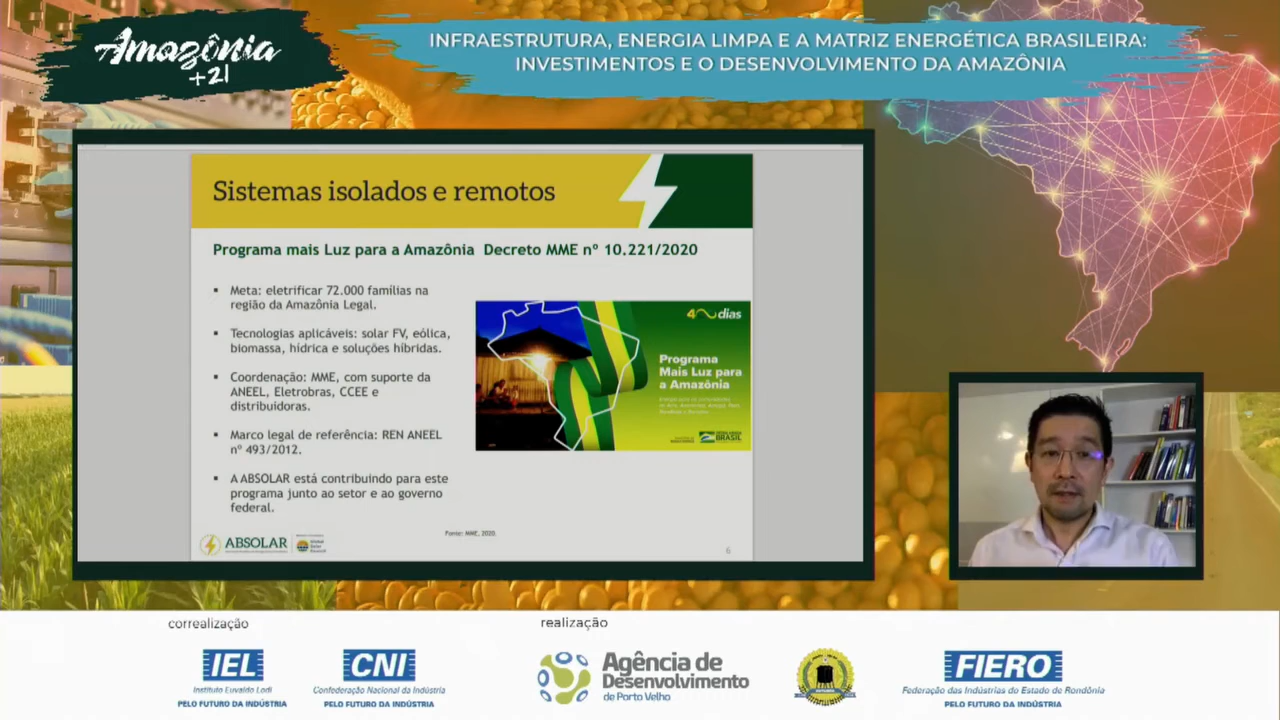 Amazônia
+21
INFRAESTRUTURA, ENERGIA LIMPA E A MATRIZ ENERGÉTICA BRASILEIRA:
INVESTIMENTOS E O DESENVOLVIMENTO DA AMAZÔNIA
Sistemas isolados e remotos
Programa mais Luz para a Amazônia Decreto MME nº 10.221/2020
▪ Meta: eletrificar 72.000 famílias na
região da Amazônia Legal.
▪ Tecnologias aplicáveis: solar FV, eólica,
biomassa, hídrica e soluções híbridas.
▪ Coordenação: MME, com suporte da
ANEEL, Eletrobras, CCEE e
distribuidoras.
▪ Marco legal de referência: REN ANEEL
nº 493/2012.
▪ A ABSOLAR está contribuindo para este
programa junto ao setor e ao governo
federal.
dias
Programa
Mais Luz para
a Amazônia
BRASIL
ABSOLAR
Fonte: MME, 2020.
6
correalização
realização
IEL
Instituto Euvaldo Lodi
PELO FUTURO DA INDÚSTRIA
CNI
Confederação Nacional da Indústria
PELO FUTURO DA INDÚSTRIA
Agência de
Desenvolvimento
de Porto Velho
FIERO
Federação das Indústrias do Estado de Rondônia
PELO FUTURO DA INDÚSTRIA